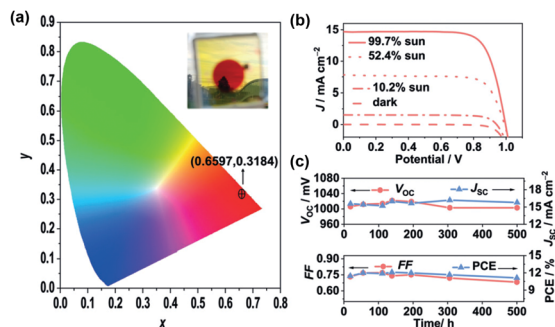 (a)
0.9
0.8
0.7
0.6
0.5
0.4
0.3
0.2
0.1
0.0
y
0.0 0.1 0.2 0.3 0.4 0.5 0.6 0.7 0.8
x
(0.6597,0.3184)
(b)
J / mA cm⁻²
15
10
5
0
99.7% sun
52.4% sun
10.2% sun
dark
0.0 0.2 0.4 0.6 0.8 1.0
Potential / V
(c)
V_OC / mV
1080
1040
1000
960
V_OC J_SC
18
15
12
J_SC / mA cm⁻²
FF
0.90
0.75
0.60
FF PCE
15
12
9
PCE / %
0 100 200 300 400 500
Time/ h